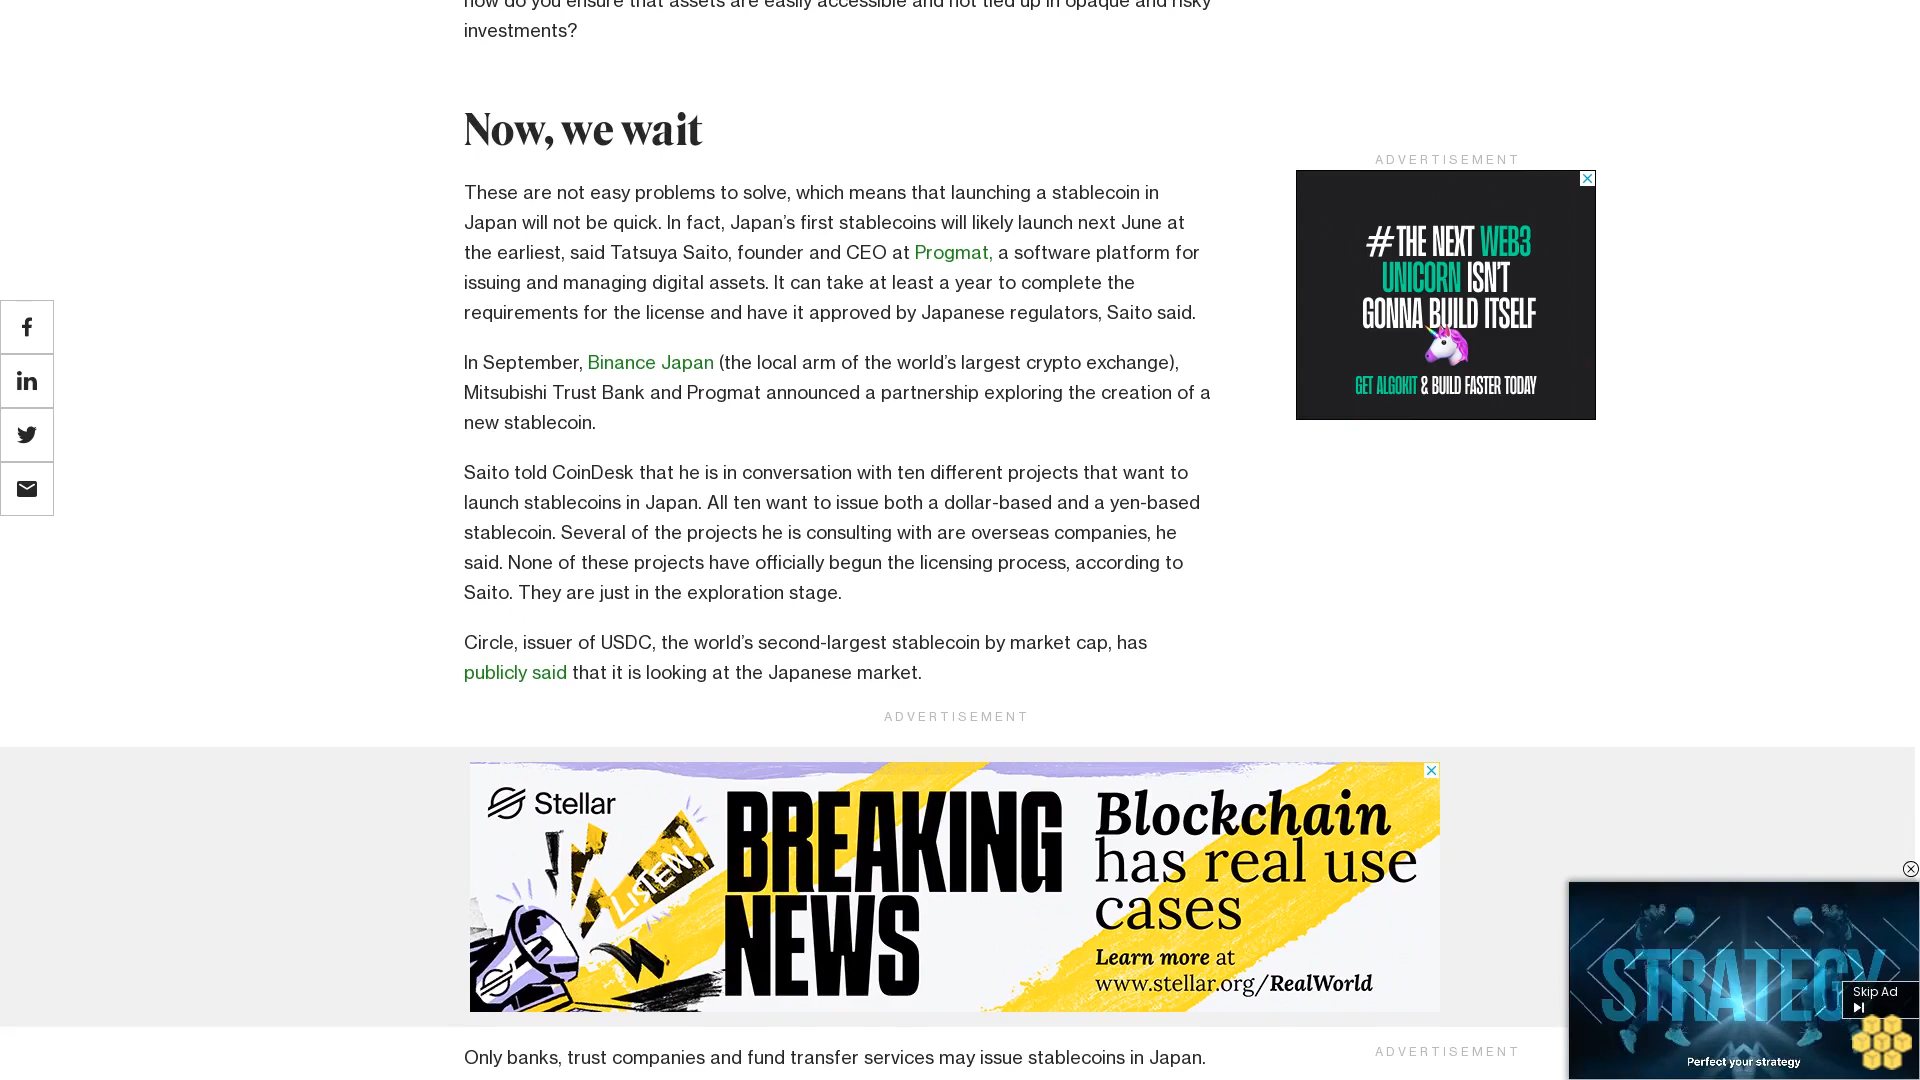 how do you ensure that assets are easily accessible and not tied up in opaque and risky
investments?
Now, we wait
These are not easy problems to solve, which means that launching a stablecoin in
Japan will not be quick. In fact, Japan’s first stablecoins will likely launch next June at
the earliest, said Tatsuya Saito, founder and CEO at Progmat, a software platform for
issuing and managing digital assets. It can take at least a year to complete the
requirements for the license and have it approved by Japanese regulators, Saito said.
In September, Binance Japan (the local arm of the world’s largest crypto exchange),
Mitsubishi Trust Bank and Progmat announced a partnership exploring the creation of a
new stablecoin.
Saito told CoinDesk that he is in conversation with ten different projects that want to
launch stablecoins in Japan. All ten want to issue both a dollar-based and a yen-based
stablecoin. Several of the projects he is consulting with are overseas companies, he
said. None of these projects have officially begun the licensing process, according to
Saito. They are just in the exploration stage.
Circle, issuer of USDC, the world’s second-largest stablecoin by market cap, has
publicly said that it is looking at the Japanese market.
ADVERTISEMENT
#THE NEXT WEB3
UNICORN ISN'T
GONNA BUILD ITSELF
GET ALGOKIT & BUILD FASTER TODAY
ADVERTISEMENT
Stellar
LISTEN!
BREAKING
NEWS
Blockchain
has real use
cases
Learn more at
www.stellar.org/RealWorld
Only banks, trust companies and fund transfer services may issue stablecoins in Japan.
ADVERTISEMENT
STRATEGY
Skip Ad
Perfect your strategy